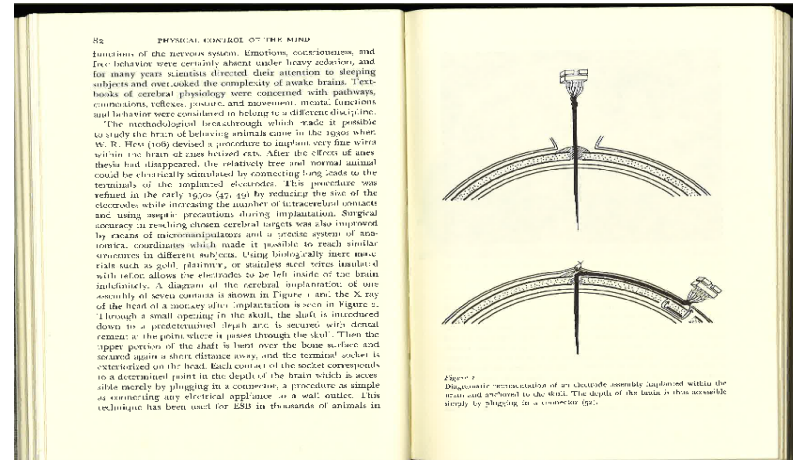 82 PHYSICAL CONTROL OF THE MIND
functions of the nervous system. Emotions, consciousness, and
free behavior were certainly absent under heavy sedation, and
for many years scientists directed their attention to sleeping
subjects and overlooked the complexity of awake brains. Text-
books of cerebral physiology were concerned with pathways,
connections, reflexes, posture, and movement; mental functions
and behavior were considered to belong to a different discipline.
The methodological breakthrough which made it possible
to study the brain of behaving animals came in the 1930s when
W. R. Hess (106) devised a procedure to implant very fine wires
within the brain of anesthetized cats. After the effects of anes-
thesia had disappeared, the relatively free and normal animal
could be electrically stimulated by connecting long leads to the
terminals of the implanted electrodes. This procedure was
refined in the early 1950s (47, 49) by reducing the size of the
electrodes while increasing the number of intracerebral contacts
and using aseptic precautions during implantation. Surgical
accuracy in reaching chosen cerebral targets was also improved
by means of micromanipulators and a precise system of ana-
tomical coordinates which made it possible to reach similar
structures in different subjects. Using biologically inert mate-
rials such as gold, platinum, or stainless steel wires insulated
with teflon allows the electrodes to be left inside of the brain
indefinitely. A diagram of the cerebral implantation of one
assembly of seven contacts is shown in Figure 1 and the X ray
of the head of a monkey after implantation is seen in Figure 2.
Through a small opening in the skull, the shaft is introduced
down to a predetermined depth and is secured with dental
cement at the point where it passes through the skull. Then the
upper portion of the shaft is bent over the bone surface and
secured again a short distance away, and the terminal socket is
exteriorized on the head. Each contact of the socket corresponds
to a determined point in the depth of the brain which is acces-
sible merely by plugging in a connector, a procedure as simple
as connecting any electrical appliance to a wall outlet. This
technique has been used for ESB in thousands of animals in
Figure 1
Diagramatic representation of an electrode assembly implanted within the
brain and anchored to the skull. The depth of the brain is thus accessible
simply by plugging in a connector (52).